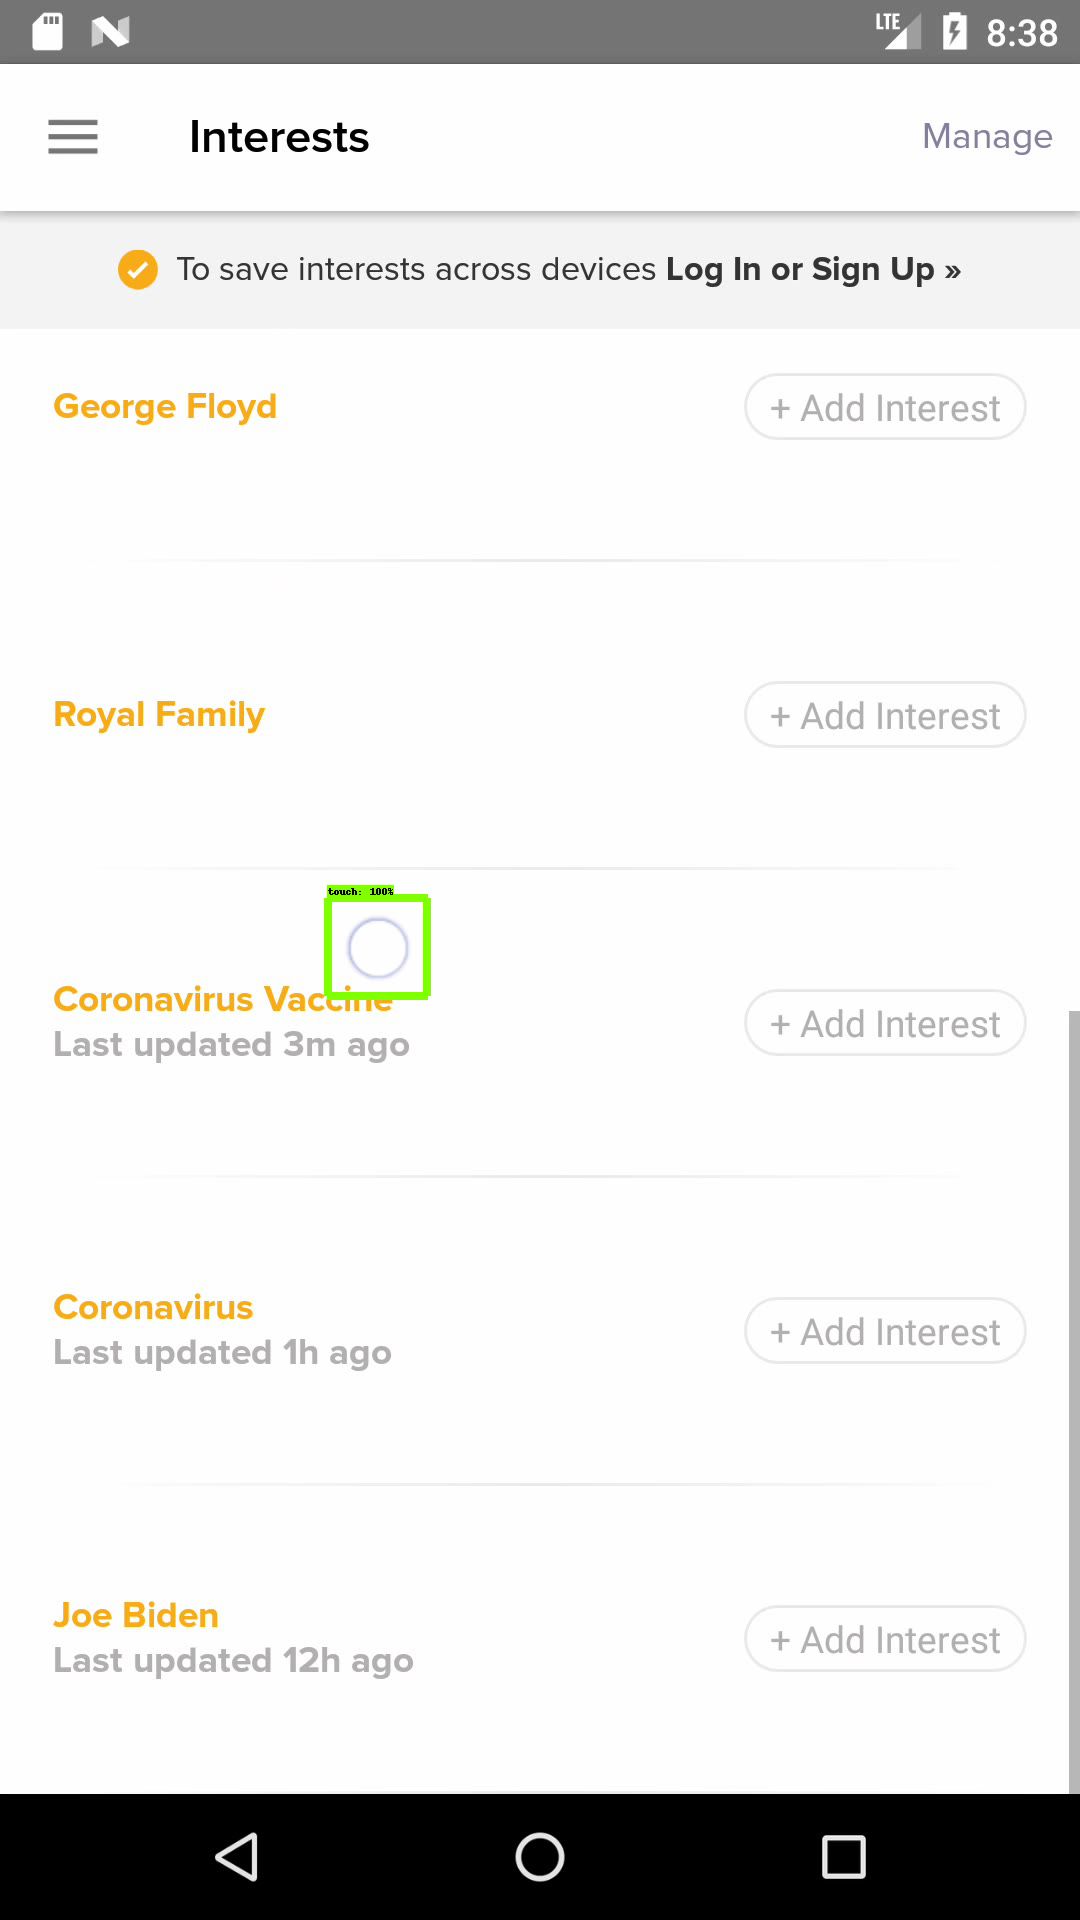 LTE 8:38
Interests
Manage
To save interests across devices Log In or Sign Up »
George Floyd
+ Add Interest
Royal Family
+ Add Interest
touch: 100%
Coronavirus Vaccine
Last updated 3m ago
+ Add Interest
Coronavirus
Last updated 1h ago
+ Add Interest
Joe Biden
Last updated 12h ago
+ Add Interest